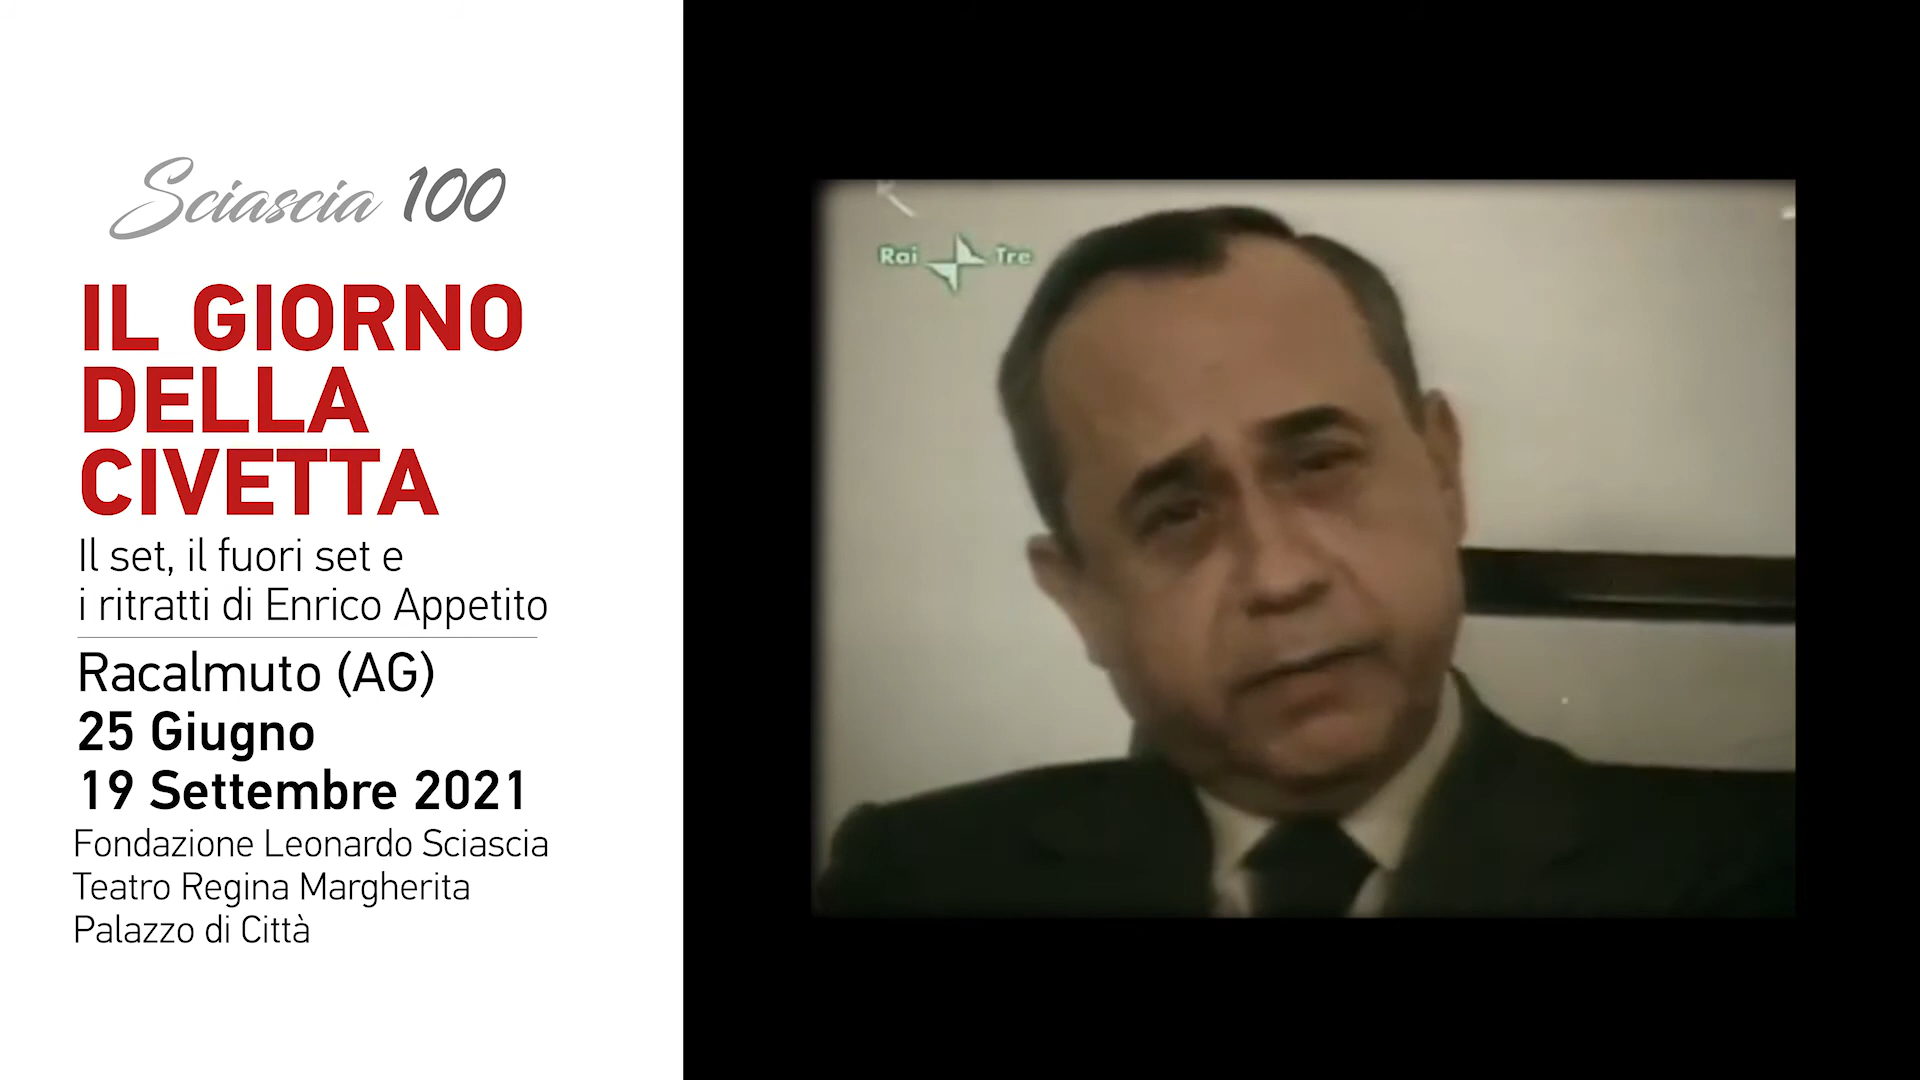 Sciascia 100
IL GIORNO
DELLA
CIVETTA
Il set, il fuori set e
i ritratti di Enrico Appetito
Racalmuto (AG)
25 Giugno
19 Settembre 2021
Fondazione Leonardo Sciascia
Teatro Regina Margherita
Palazzo di Città
Rai Tre